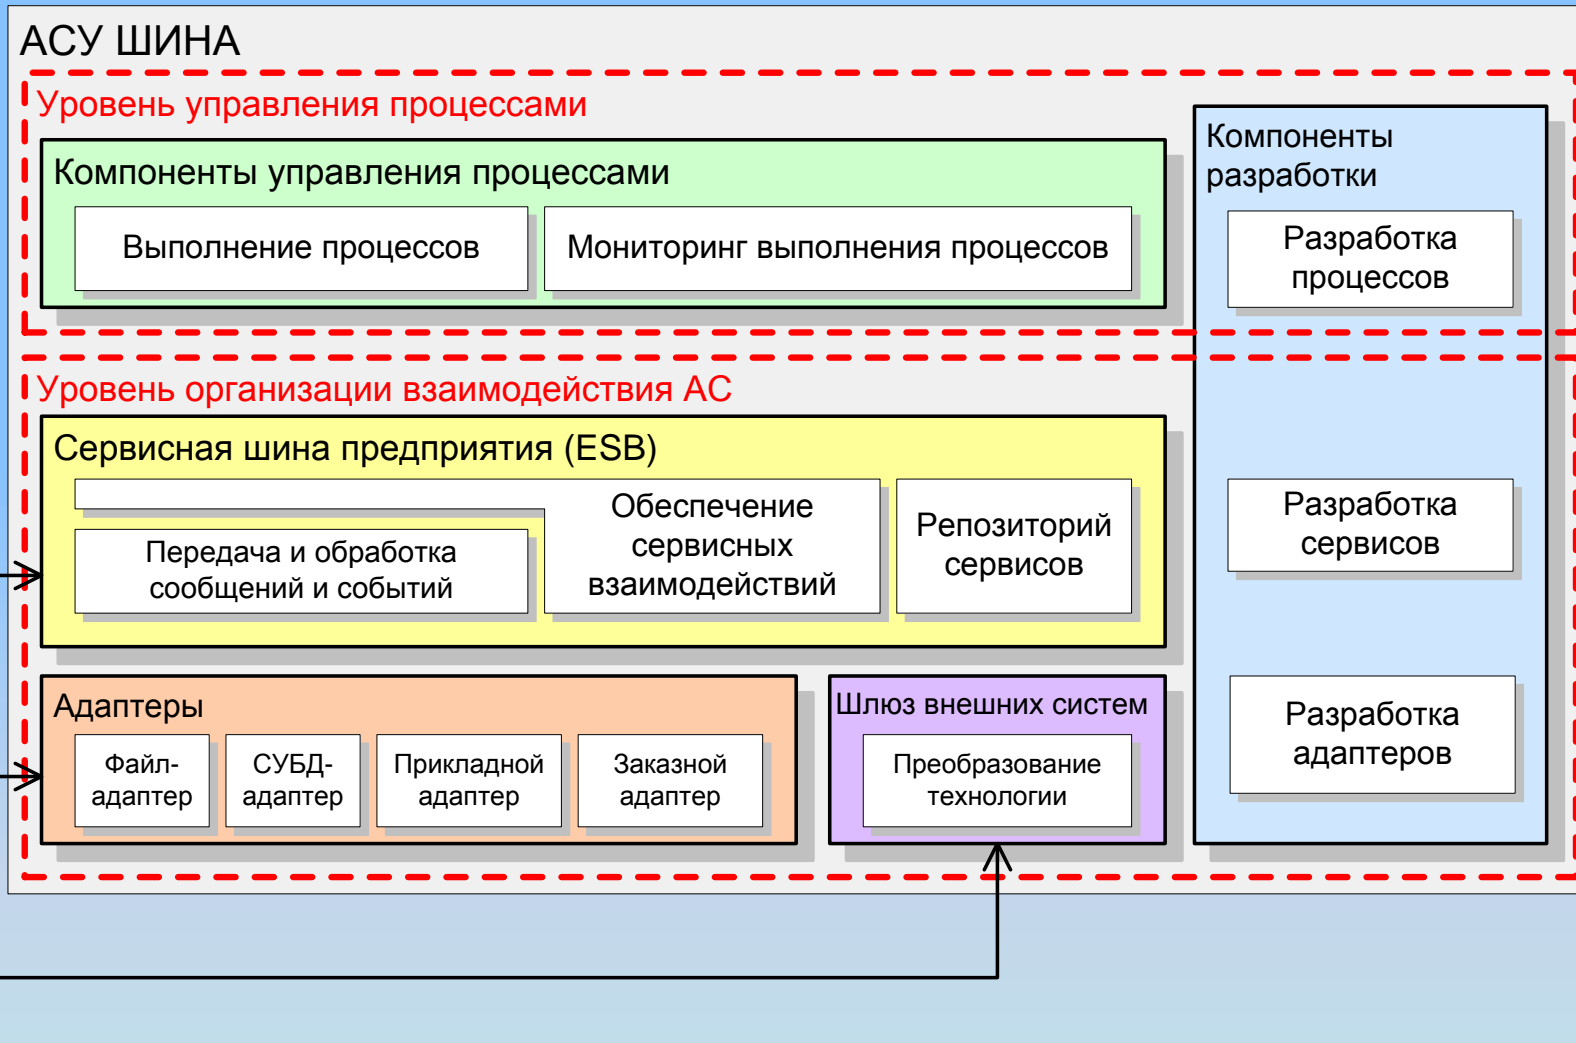 АСУ ШИНА
Уровень управления процессами
Компоненты управления процессами
Выполнение процессов
Мониторинг выполнения процессов
Компоненты
разработки
Разработка
процессов
Уровень организации взаимодействия АС
Сервисная шина предприятия (ESB)
Передача и обработка
сообщений и событий
Обеспечение
сервисных
взаимодействий
Репозиторий
сервисов
Разработка
сервисов
Адаптеры
Файл-
адаптер
СУБД-
адаптер
Прикладной
адаптер
Заказной
адаптер
Шлюз внешних систем
Преобразование
технологии
Разработка
адаптеров